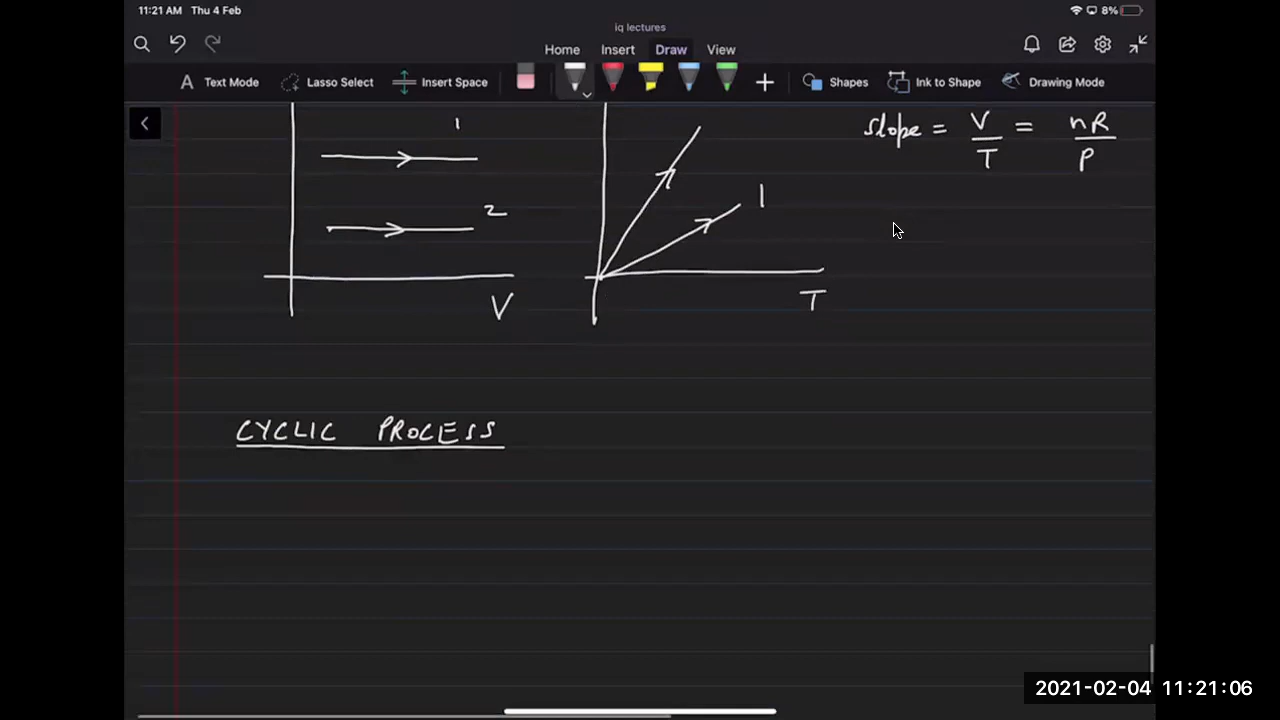 11:21 AM Thu 4 Feb
8%
iq lectures
Home Insert Draw View
A Text Mode Lasso Select Insert Space Shapes Ink to Shape Drawing Mode
1
2
V
1
T
slope = V/T = nR/P
CYCLIC PROCESS
2021-02-04 11:21:06